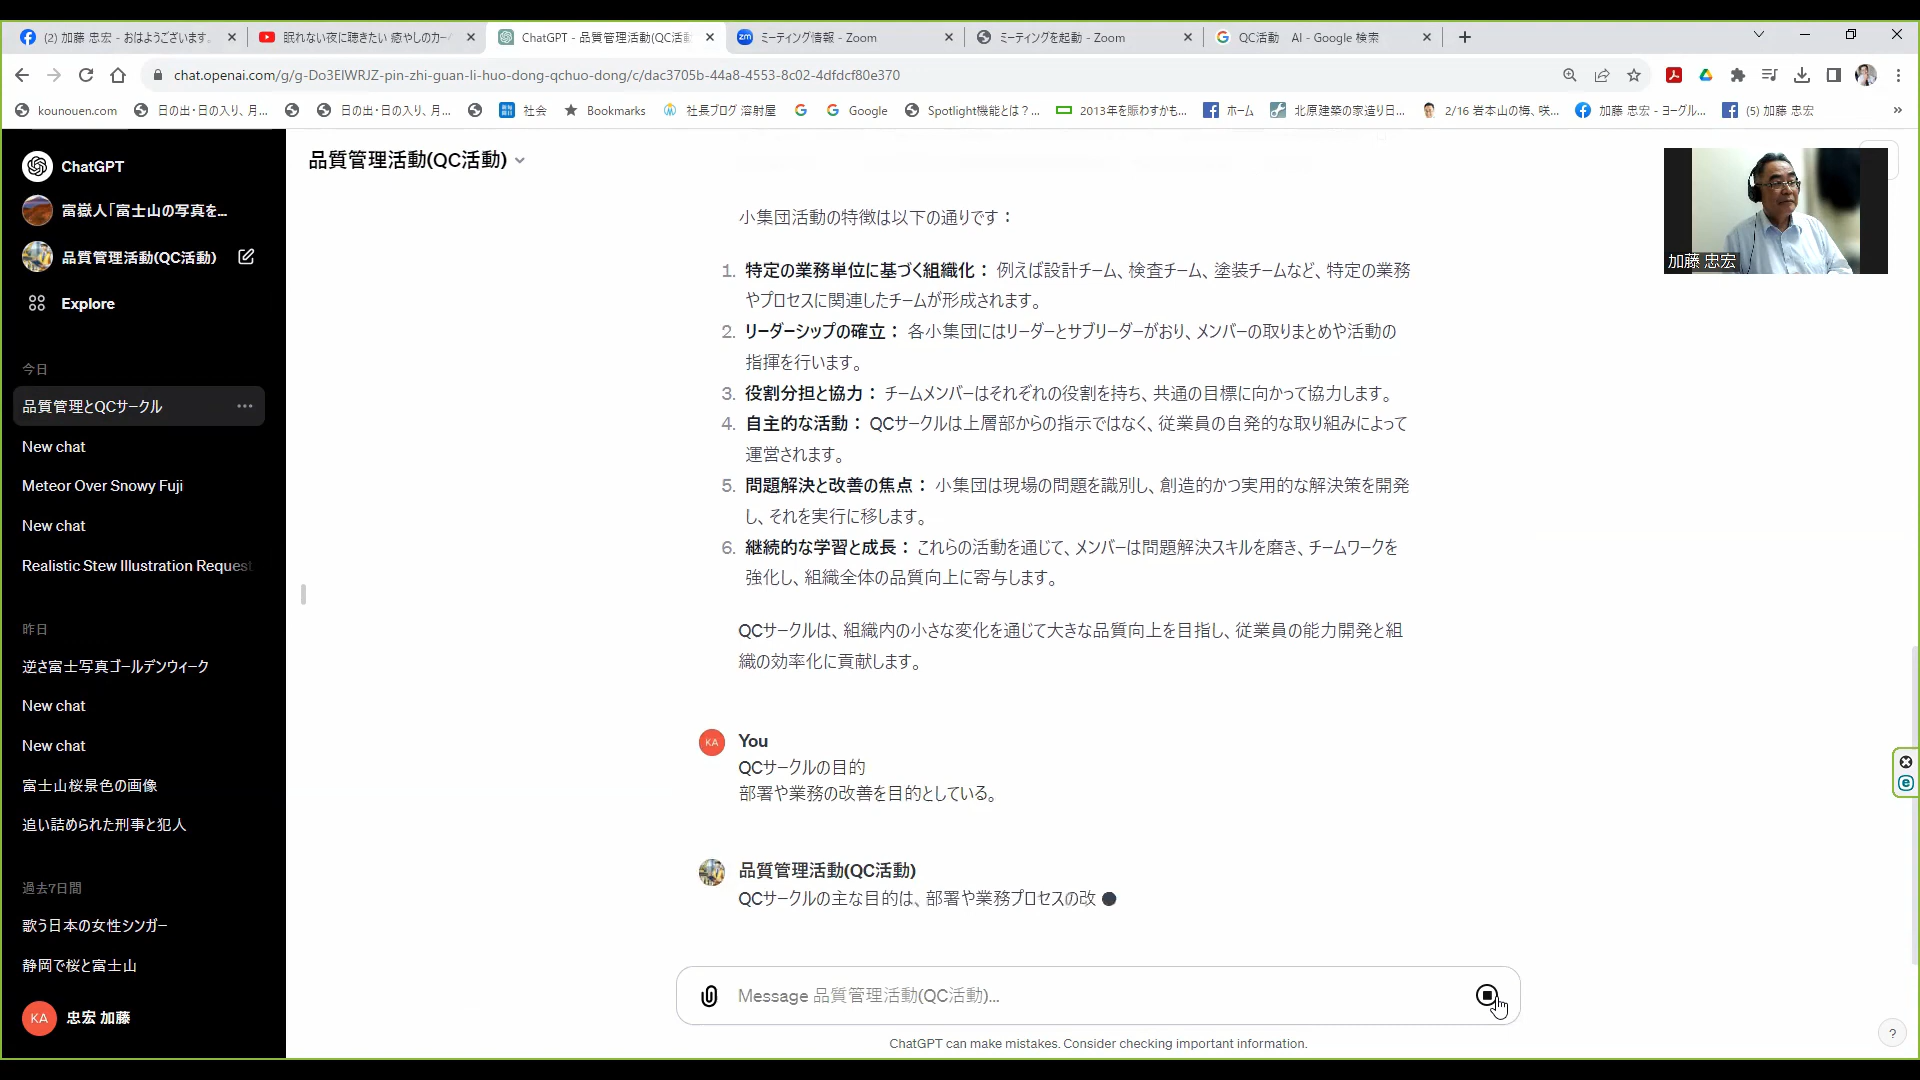 (2) 加藤 忠宏 - おはようございます。
眠れない夜に聴きたい 癒やしのカー
ChatGPT - 品質管理活動(QC活動
ミーティング情報 - Zoom
ミーティングを起動 - Zoom
QC活動 AI - Google 検索
chat.openai.com/g/g-Do3ElWRJZ-pin-zhi-guan-li-huo-dong-qchuo-dong/c/dac3705b-44a8-4553-8c02-4dfdcf80e370
kounouen.com
日の出・日の入り、月...
日の出・日の入り、月...
社会
Bookmarks
社長ブログ 溶射屋
Google
Spotlight機能とは？...
2013年を賑わすかも...
ホーム
北原建築の家造り日...
2/16 岩本山の梅、咲...
加藤 忠宏 - ヨーグル...
(5) 加藤 忠宏
»
ChatGPT
富嶽人「富士山の写真を...
品質管理活動(QC活動)
Explore
今日
品質管理とQCサークル
New chat
Meteor Over Snowy Fuji
New chat
Realistic Stew Illustration Request
昨日
逆さ富士写真ゴールデンウィーク
New chat
New chat
富士山桜景色の画像
追い詰められた刑事と犯人
過去7日間
歌う日本の女性シンガー
静岡で桜と富士山
KA 忠宏 加藤
品質管理活動(QC活動)
加藤 忠宏
小集団活動の特徴は以下の通りです：
1. 特定の業務単位に基づく組織化： 例えば設計チーム、検査チーム、塗装チームなど、特定の業務
やプロセスに関連したチームが形成されます。
2. リーダーシップの確立： 各小集団にはリーダーとサブリーダーがおり、メンバーの取りまとめや活動の
指揮を行います。
3. 役割分担と協力： チームメンバーはそれぞれの役割を持ち、共通の目標に向かって協力します。
4. 自主的な活動： QCサークルは上層部からの指示ではなく、従業員の自発的な取り組みによって
運営されます。
5. 問題解決と改善の焦点： 小集団は現場の問題を識別し、創造的かつ実用的な解決策を開発
し、それを実行に移します。
6. 継続的な学習と成長： これらの活動を通じて、メンバーは問題解決スキルを磨き、チームワークを
強化し、組織全体の品質向上に寄与します。
QCサークルは、組織内の小さな変化を通じて大きな品質向上を目指し、従業員の能力開発と組
織の効率化に貢献します。
KA You
QCサークルの目的
部署や業務の改善を目的としている。
品質管理活動(QC活動)
QCサークルの主な目的は、部署や業務プロセスの改
Message 品質管理活動(QC活動)...
ChatGPT can make mistakes. Consider checking important information.
?